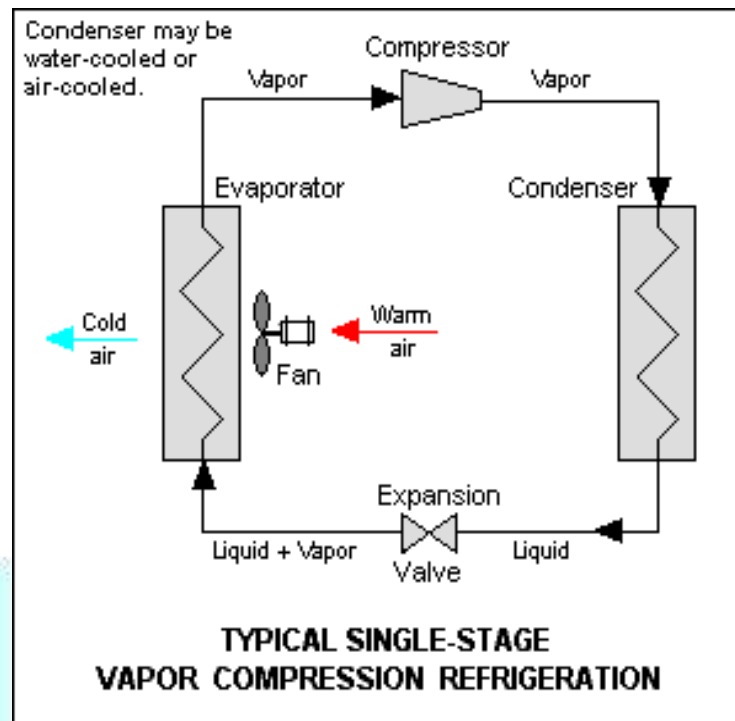 Condenser may be
water-cooled or
air-cooled.
Compressor
Vapor
Vapor
Evaporator
Condenser
Cold
air
Warm
air
Fan
Expansion
Valve
Liquid + Vapor
Liquid
TYPICAL SINGLE-STAGE
VAPOR COMPRESSION REFRIGERATION